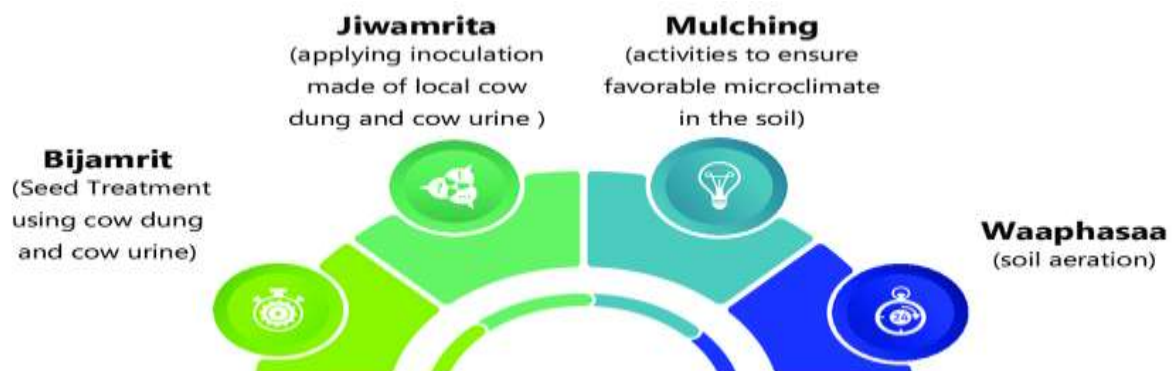 Jiwamrita
(applying inoculation
made of local cow
dung and cow urine )
Mulching
(activities to ensure
favorable microclimate
in the soil)
Bijamrit
(Seed Treatment
using cow dung
and cow urine)
Waaphasaa
(soil aeration)
24